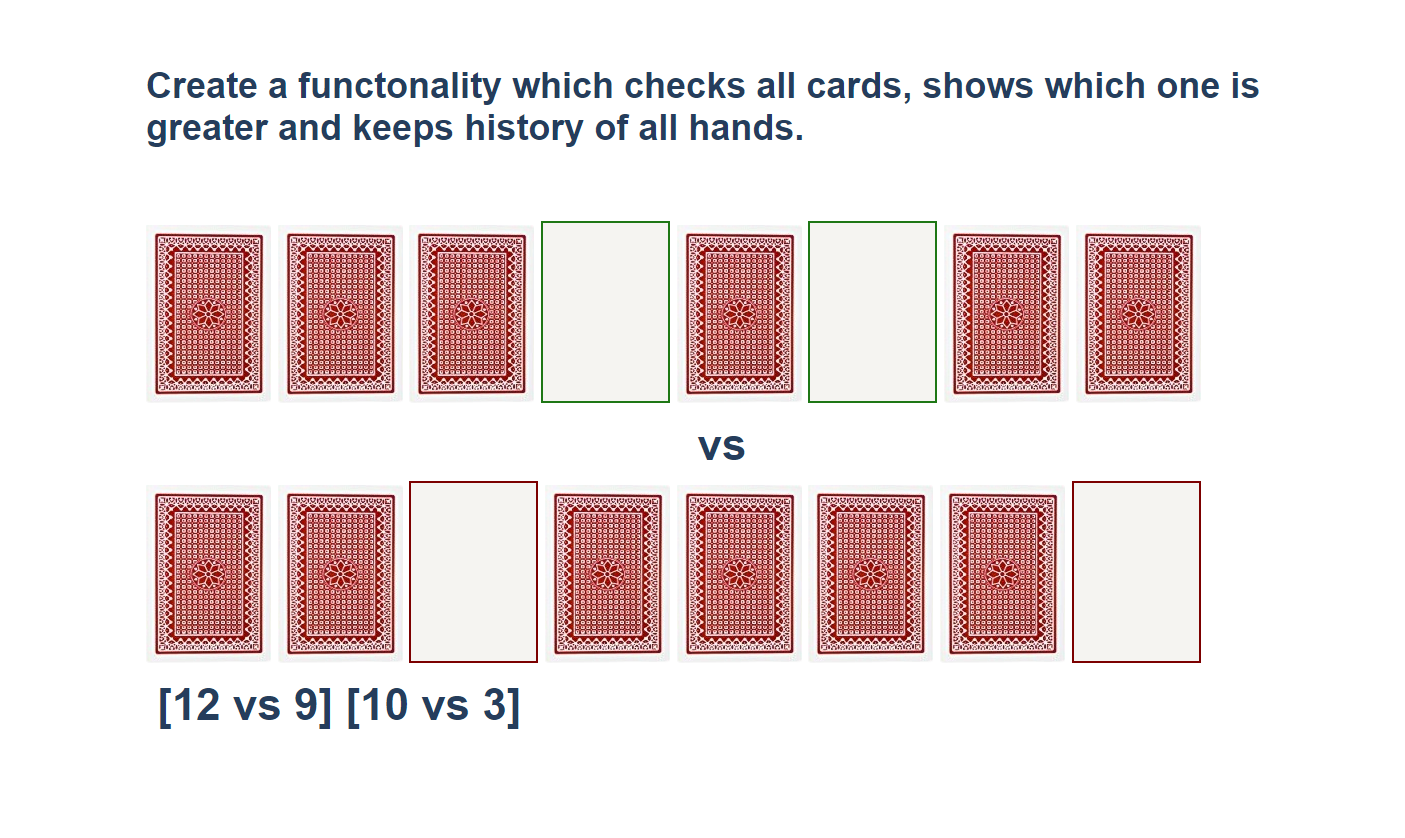 Create a functonality which checks all cards, shows which one is
greater and keeps history of all hands.
vs
[12 vs 9] [10 vs 3]